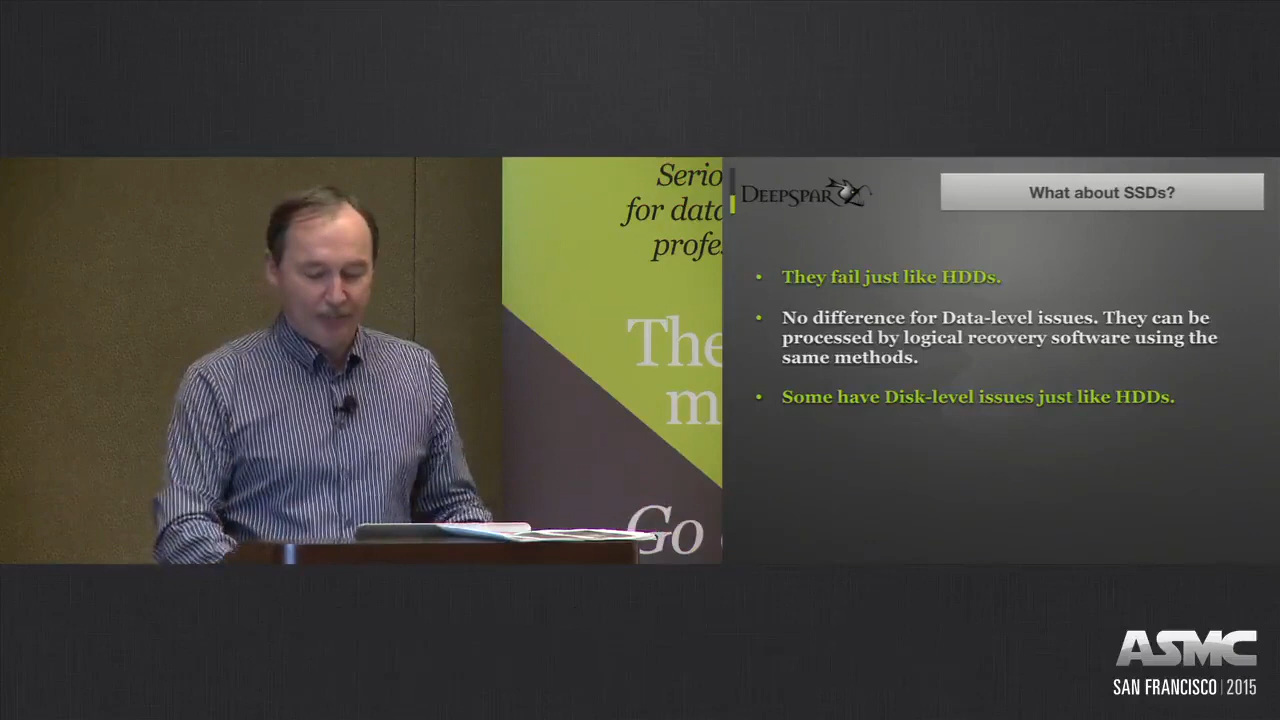 Serio
for data
profes
The
m
Go
DEEPSPAR
What about SSDs?
• They fail just like HDDs.
• No difference for Data-level issues. They can be
processed by logical recovery software using the
same methods.
• Some have Disk-level issues just like HDDs.
ASMC
SAN FRANCISCO | 2015